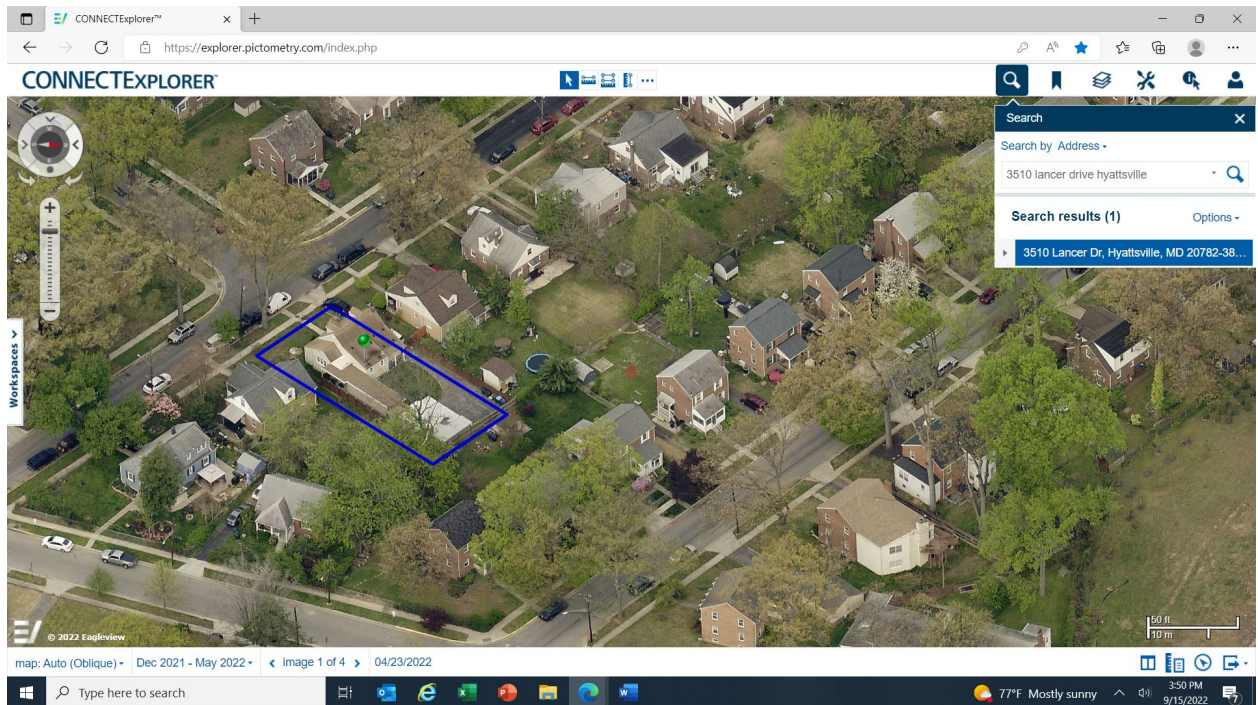 CONNECTExplorer™
https://explorer.pictometry.com/index.php
CONNECTEXPLORER™
Search
Search by Address
3510 lancer drive hyattsville
Search results (1)
Options
3510 Lancer Dr, Hyattsville, MD 20782-38...
Workspaces
© 2022 Eagleview
50 ft
10 m
map: Auto (Oblique) Dec 2021 - May 2022 image 1 of 4 04/23/2022
Type here to search
77°F Mostly sunny
3:50 PM
9/15/2022
7